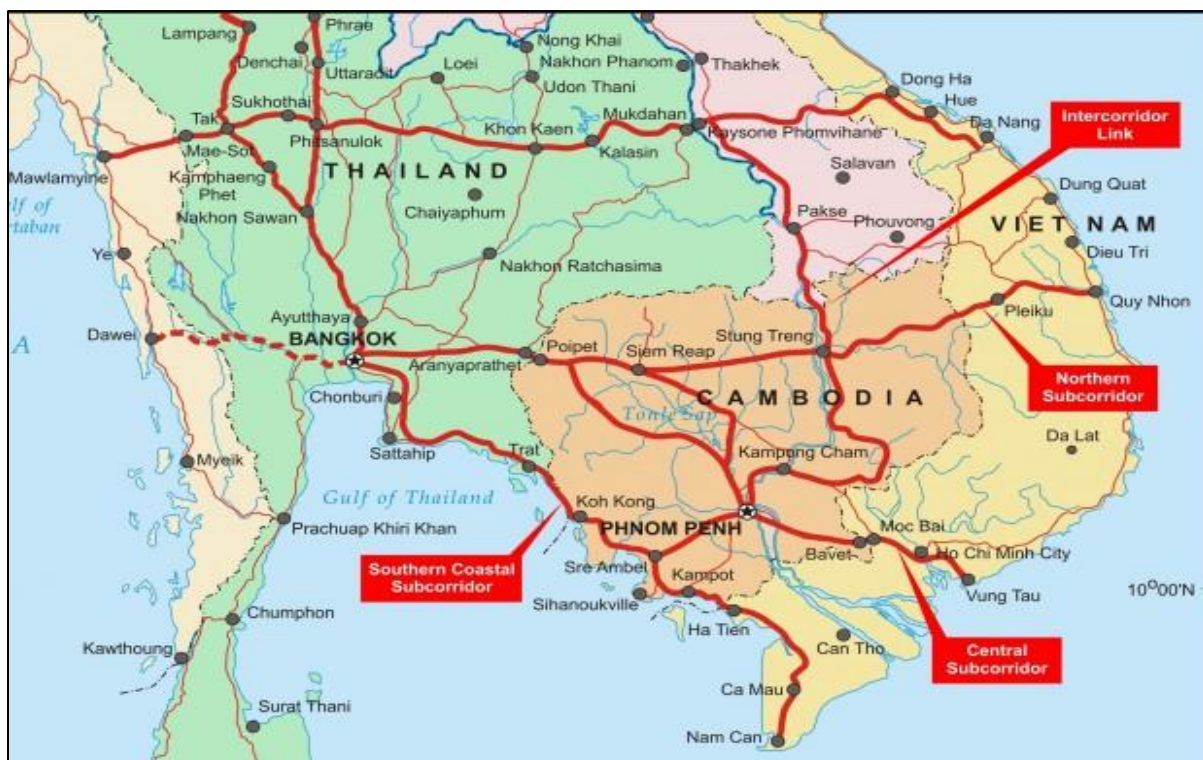 Lampang
Phrae
Denchai
Uttaradit
Loei
Nong Khai
Nakhon Phanom
Udon Thani
Thakhek
Sukhothai
Tak
Mae-Sot
Phitsanulok
Khon Kaen
Mukdahan
Kaysone Phomvihane
Kalasin
Dong Ha
Hue
Da Nang
Intercorridor
Link
Mawlamyine
Kamphaeng
Phet
THAILAND
Salavan
Dung Quat
Gulf of
rtaban
Nakhon Sawan
Chaiyaphum
Pakse
Phouvong
VIET NAM
Ye
Nakhon Ratchasima
Dieu Tri
Quy Nhon
Pleiku
Dawei
A
Ayutthaya
BANGKOK
Aranyaprathet
Poipet
Siem Reap
Stung Treng
Northern
Subcorridor
Chonburi
CAMBODIA
Tonle Sap
Da Lat
Sattahip
Trat
Kampong Cham
Myeik
Gulf of Thailand
Prachuap Khiri Khan
Koh Kong
PHNOM PENH
Moc Bai
Bavet
Ho Chi Minh City
Southern Coastal
Subcorridor
Sre Ambel
Kampot
Sihanoukville
Vung Tau
10°00'N
Chumphon
Ha Tien
Can Tho
Central
Subcorridor
Kawthoung
Ca Mau
Surat Thani
Nam Can